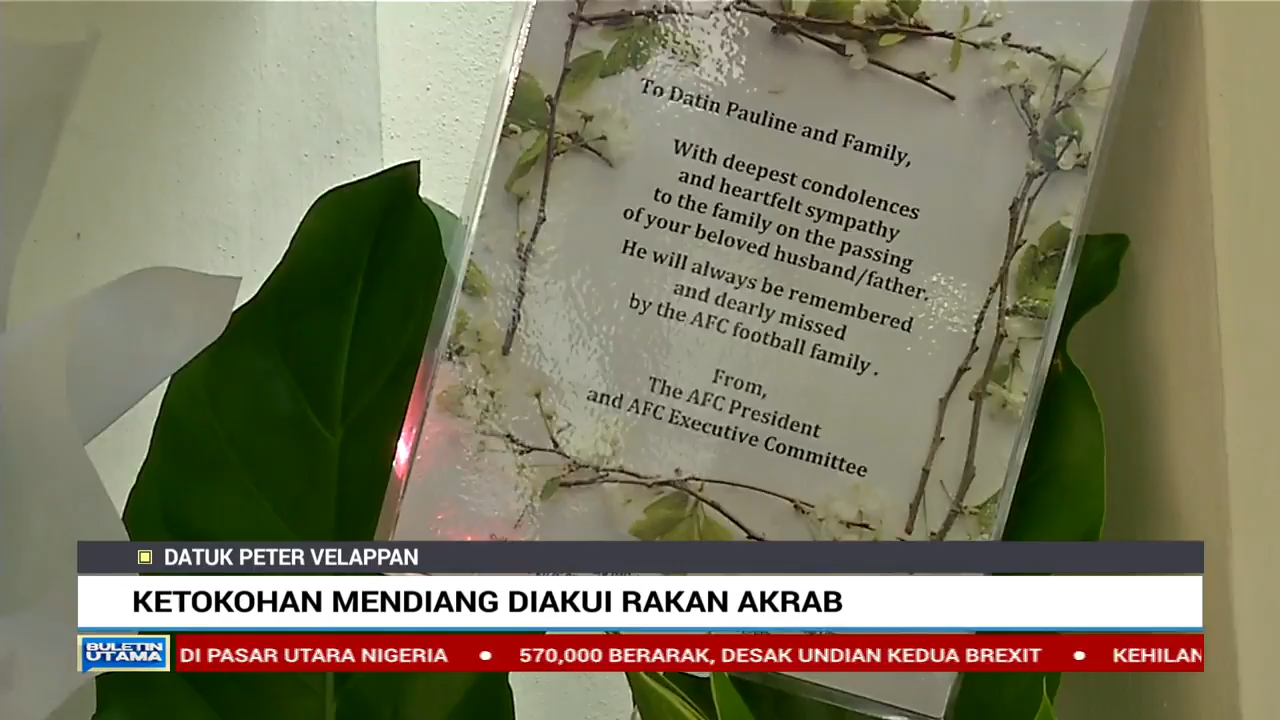 To Datin Pauline and Family,
With deepest condolences
and heartfelt sympathy
to the family on the passing
of your beloved husband/father.
He will always be remembered
and dearly missed
by the AFC football family .
From,
The AFC President
and AFC Executive Committee
DATUK PETER VELAPPAN
KETOKOHAN MENDIANG DIAKUI RAKAN AKRAB
BULETIN
UTAMA
DI PASAR UTARA NIGERIA • 570,000 BERARAK, DESAK UNDIAN KEDUA BREXIT • KEHILAN